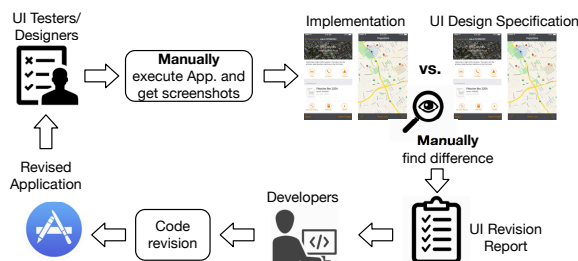 UI Testers/
Designers
Manually
execute App. and
get screenshots
Implementation
UI Design Specification
vs.
Manually
find difference
UI Revision
Report
Developers
</>
Code
revision
Revised
Application